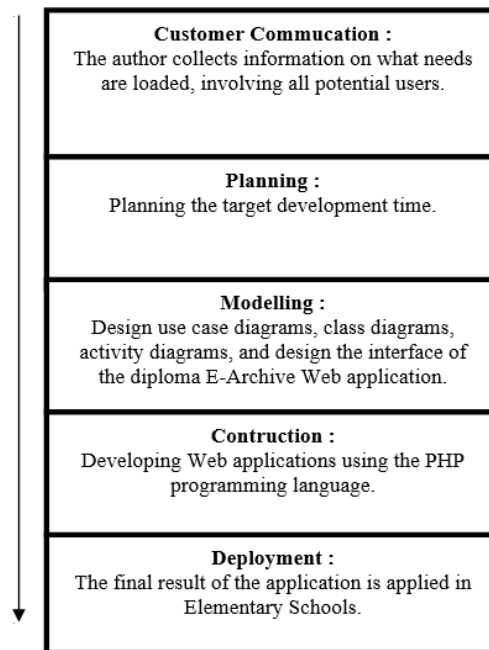 Customer Commucation :
The author collects information on what needs
are loaded, involving all potential users.
Planning :
Planning the target development time.
Modelling :
Design use case diagrams, class diagrams,
activity diagrams, and design the interface of
the diploma E-Archive Web application.
Contruction :
Developing Web applications using the PHP
programming language.
Deployment :
The final result of the application is applied in
Elementary Schools.